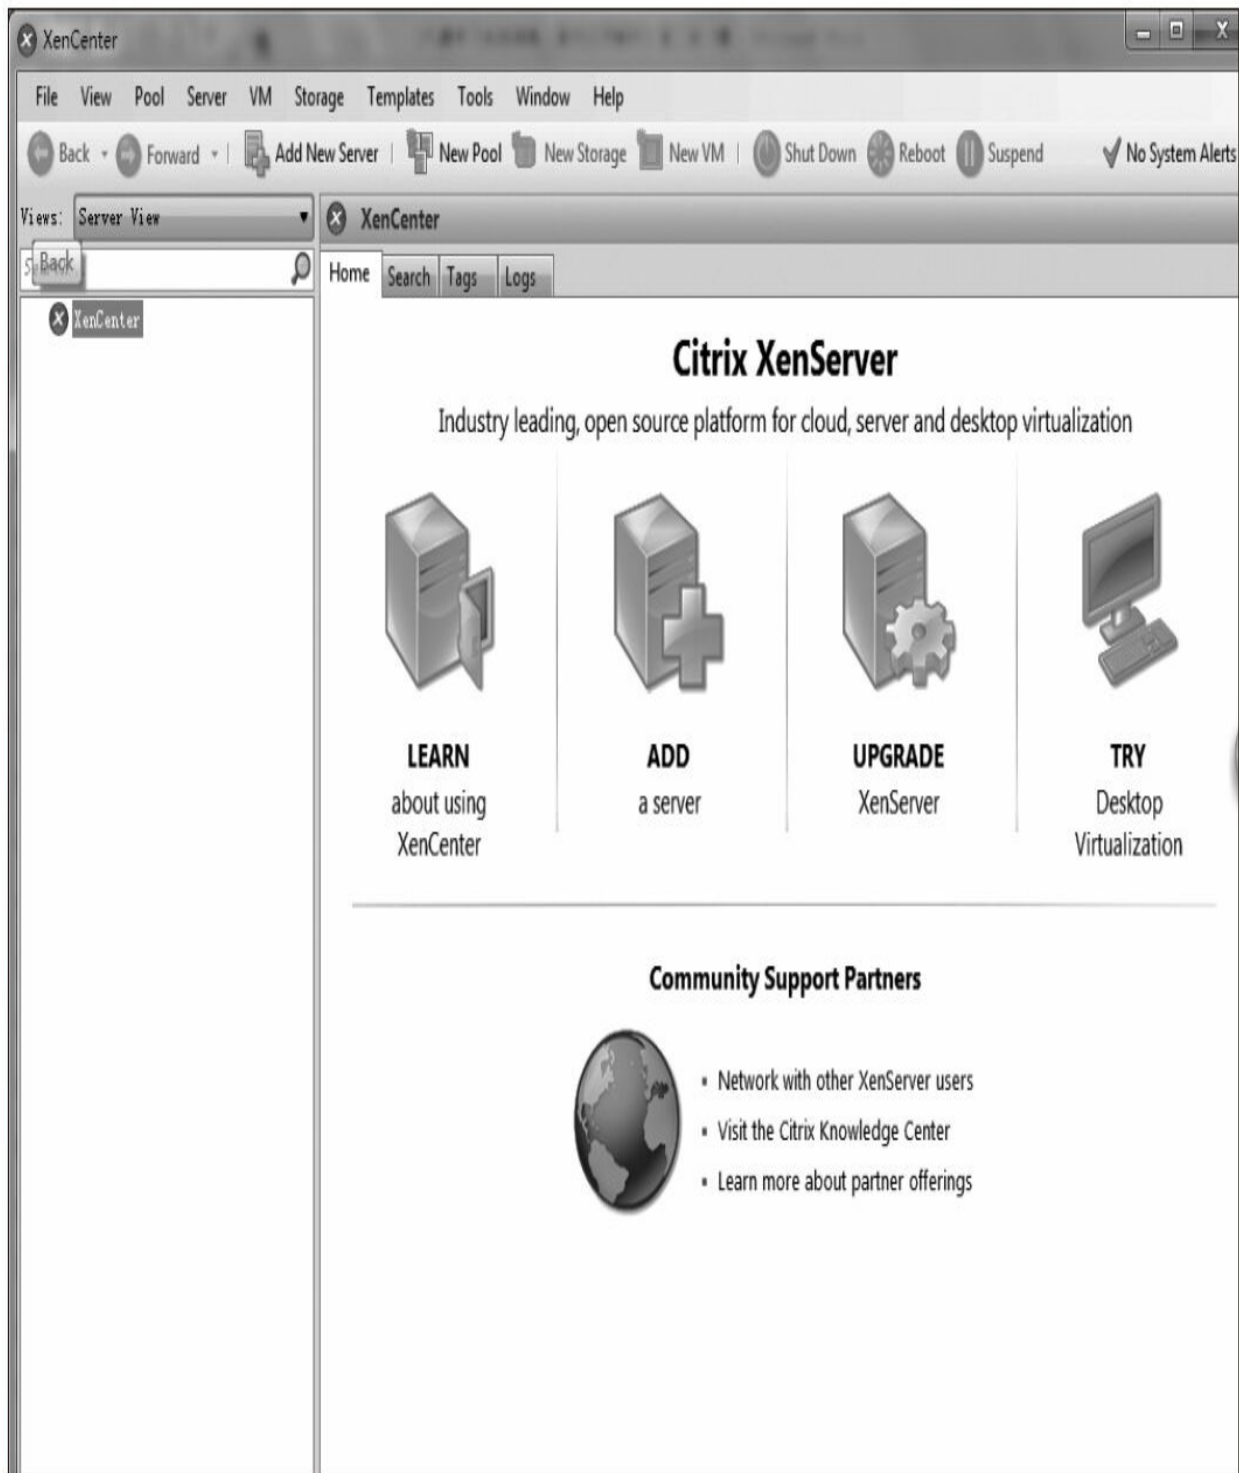 XenCenter
File View Pool Server VM Storage Templates Tools Window Help
Back Forward Add New Server New Pool New Storage New VM Shut Down Reboot Suspend No System Alerts
Views: Server View
Back
XenCenter
XenCenter
Home Search Tags Logs
Citrix XenServer
Industry leading, open source platform for cloud, server and desktop virtualization
LEARN
about using
XenCenter
ADD
a server
UPGRADE
XenServer
TRY
Desktop
Virtualization
Community Support Partners
Network with other XenServer users
Visit the Citrix Knowledge Center
Learn more about partner offerings